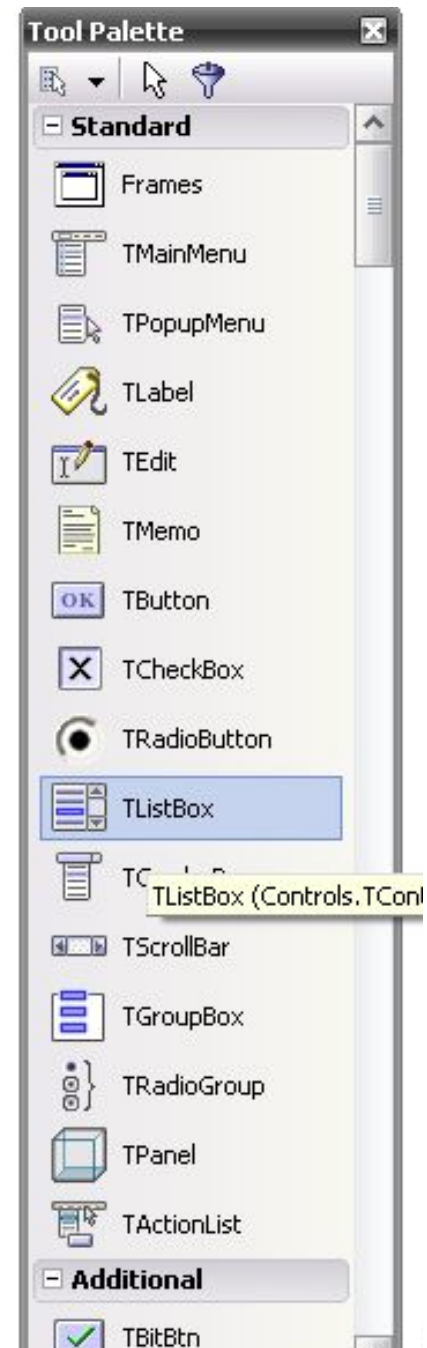 Tool Palette
Standard
Frames
TMainMenu
TPopupMenu
TLabel
TEdit
TMemo
OK TButton
TCheckBox
TRadioButton
TListBox
TListBox (Controls.TCont
TScrollBar
TGroupBox
TRadioGroup
TPanel
TActionList
Additional
TBitBtn